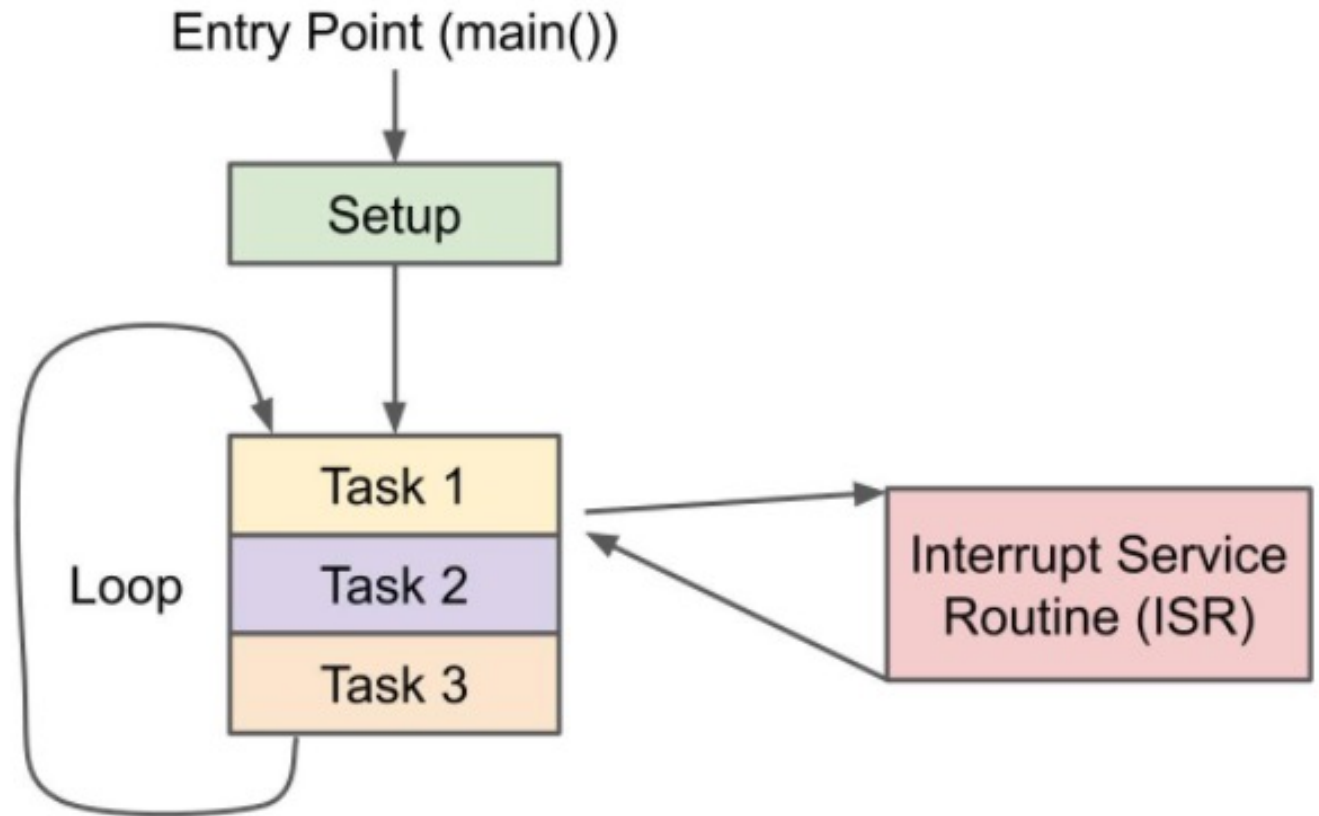 Entry Point (main())
Setup
Task 1
Loop
Task 2
Task 3
Interrupt Service
Routine (ISR)